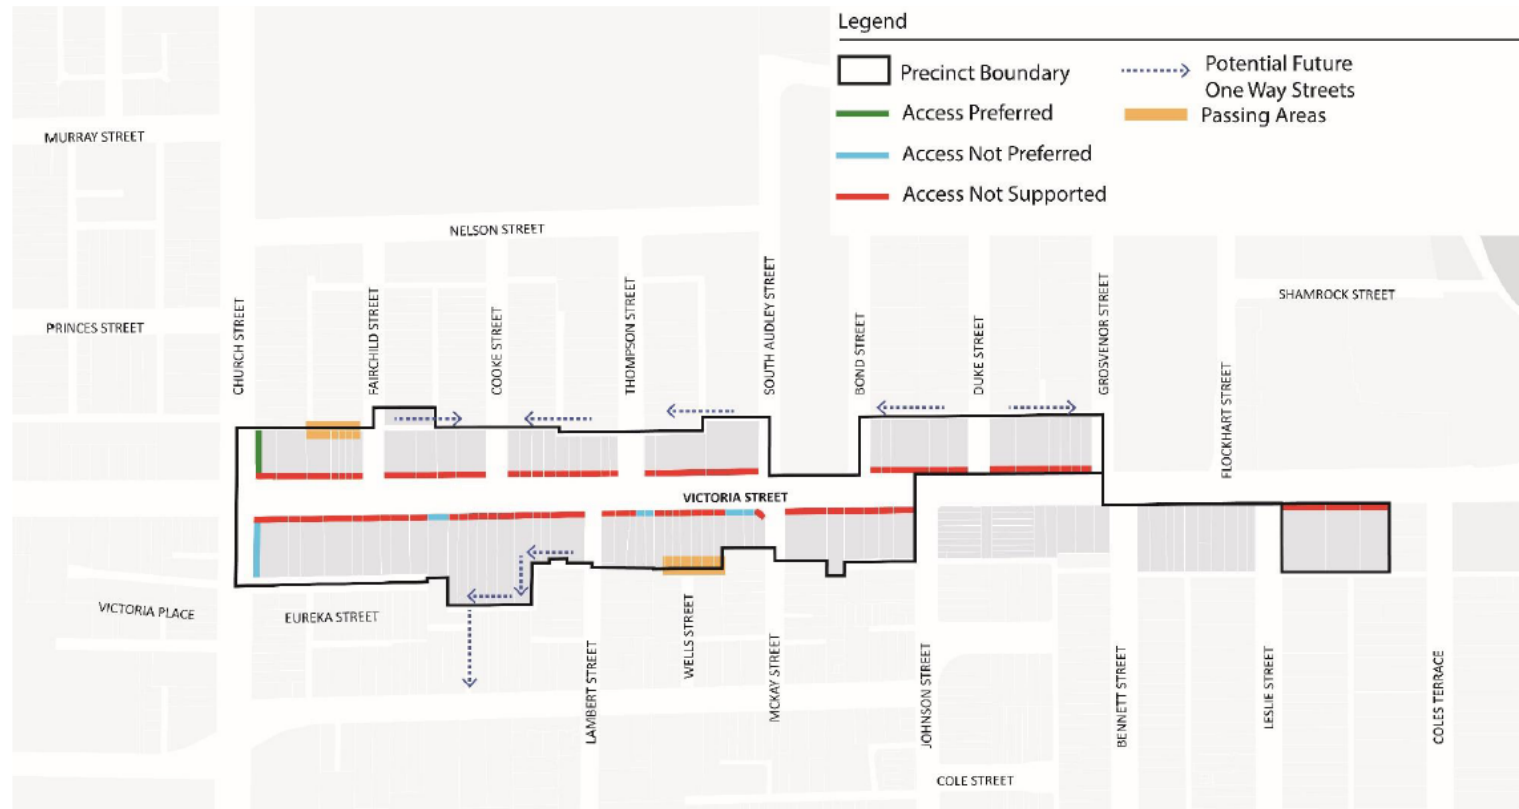 Legend
Precinct Boundary
Access Preferred
Access Not Preferred
Access Not Supported
Potential Future
One Way Streets
Passing Areas
MURRAY STREET
NELSON STREET
PRINCES STREET
CHURCH STREET
FAIRCHILD STREET
COOKE STREET
THOMPSON STREET
SOUTH AUDLEY STREET
BOND STREET
DUKE STREET
GROSVENOR STREET
SHAMROCK STREET
FLOCKHART STREET
VICTORIA STREET
VICTORIA PLACE
EUREKA STREET
LAMBERT STREET
WELLS STREET
MCKAY STREET
JOHNSON STREET
BENNETT STREET
LESLIE STREET
COLES TERRACE
COLE STREET